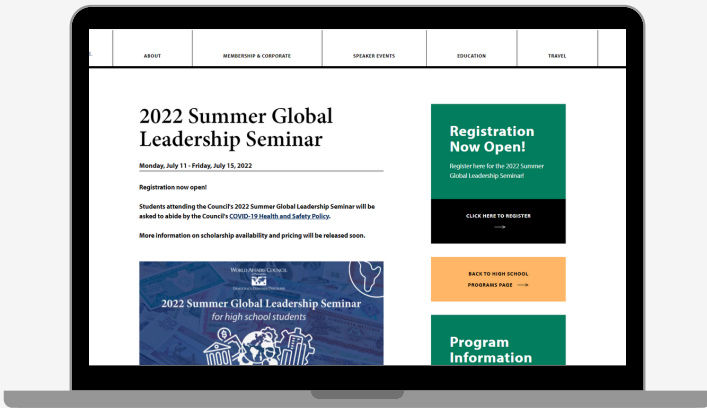 ABOUT
MEMBERSHIP & CORPORATE
SPEAKER EVENTS
EDUCATION
TRAVEL
2022 Summer Global
Leadership Seminar
Monday, July 11 - Friday, July 15, 2022
Registration now open!
Students attending the Council's 2022 Summer Global Leadership Seminar will be
asked to abide by the Council's COVID-19 Health and Safety Policy.
More information on scholarship availability and pricing will be released soon.
WORLD AFFAIRS COUNCIL
2022 Summer Global Leadership Seminar
for high school students
Registration
Now Open!
Register here for the 2022 Summer
Global Leadership Seminar!
CLICK HERE TO REGISTER
BACK TO HIGH SCHOOL
PROGRAMS PAGE
Program
Information